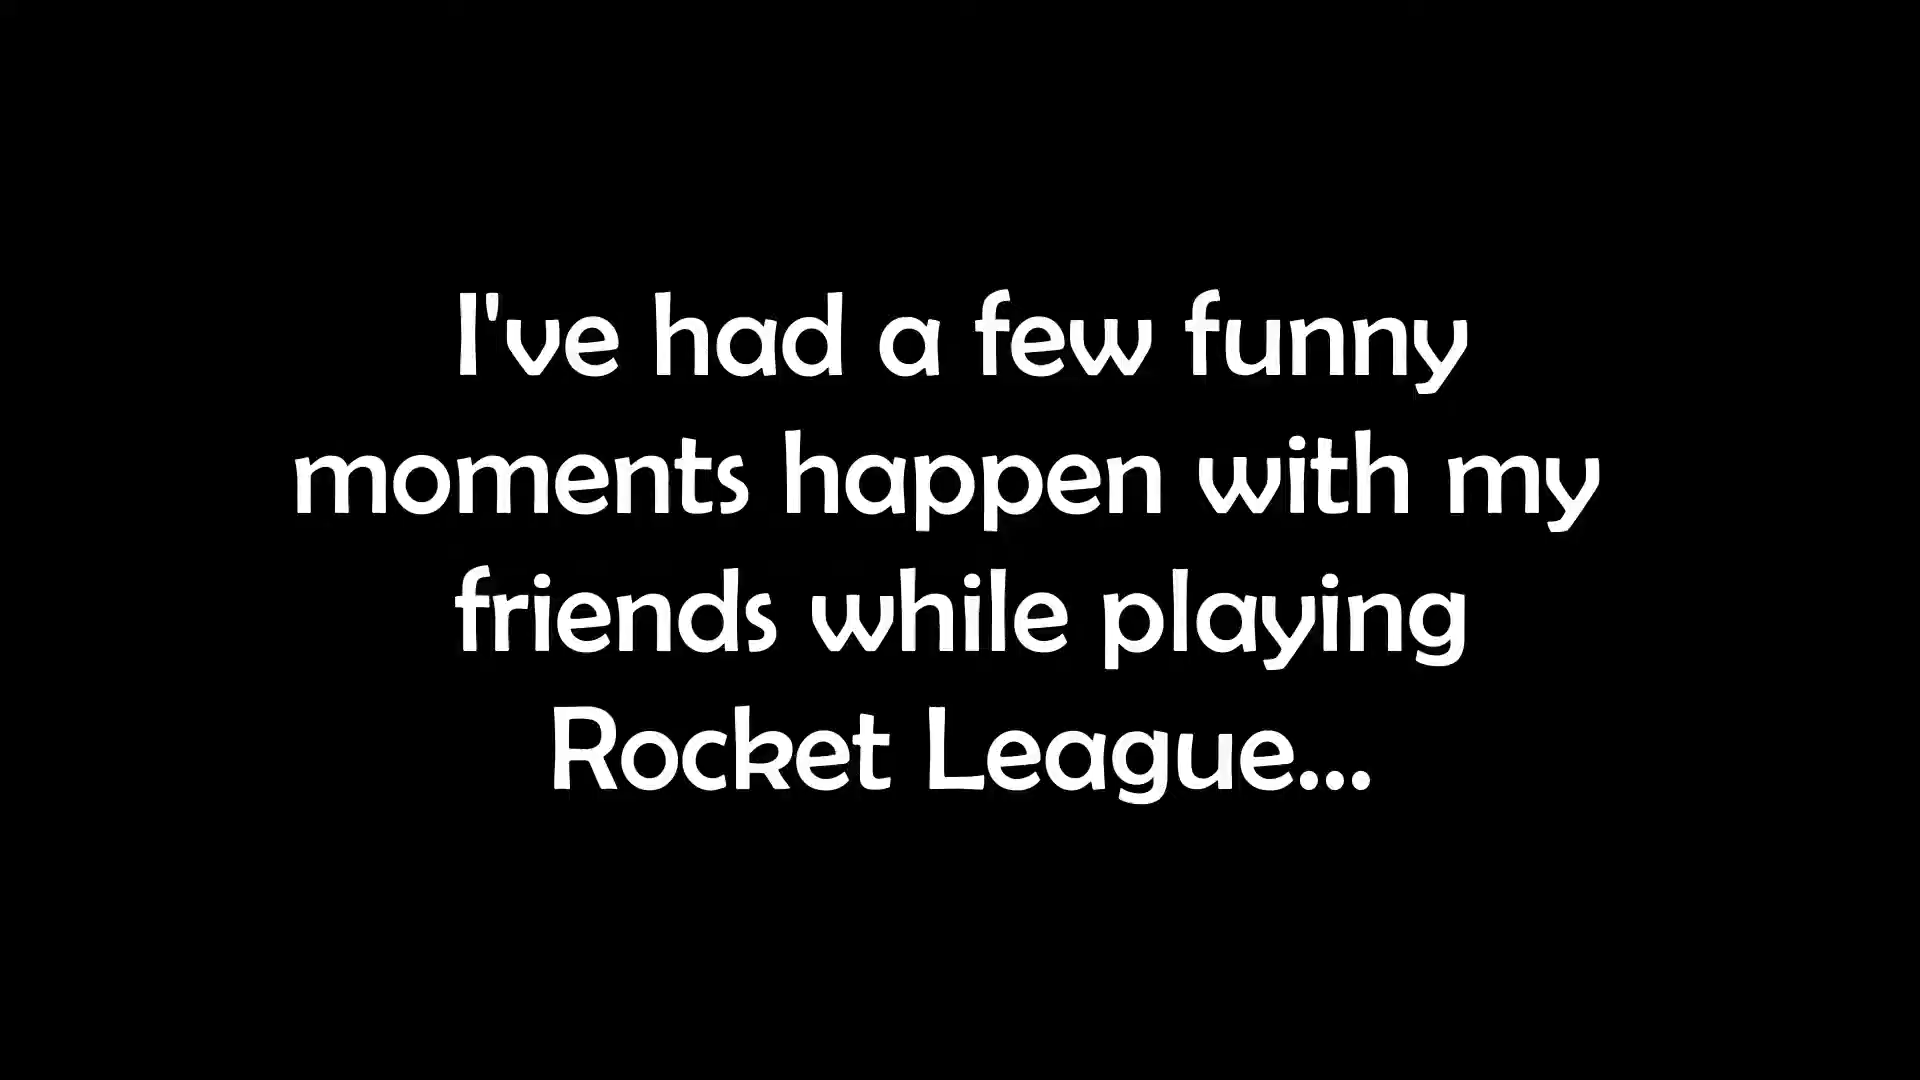 I've had a few funny
moments happen with my
friends while playing
Rocket League...